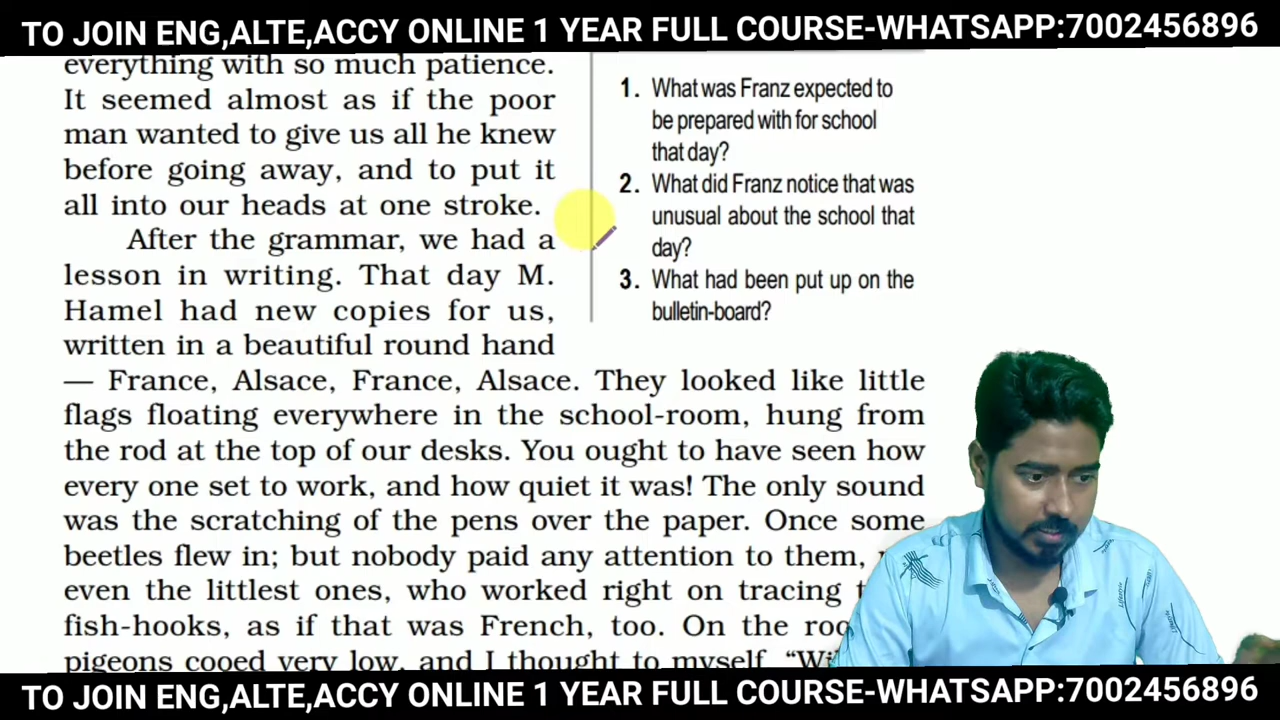 TO JOIN ENG,ALTE,ACCY ONLINE 1 YEAR FULL COURSE-WHATSAPP:7002456896
everything with so much patience.
It seemed almost as if the poor
man wanted to give us all he knew
before going away, and to put it
all into our heads at one stroke.
After the grammar, we had a
lesson in writing. That day M.
Hamel had new copies for us,
written in a beautiful round hand
— France, Alsace, France, Alsace. They looked like little
flags floating everywhere in the school-room, hung from
the rod at the top of our desks. You ought to have seen how
every one set to work, and how quiet it was! The only sound
was the scratching of the pens over the paper. Once some
beetles flew in; but nobody paid any attention to them,
even the littlest ones, who worked right on tracing
fish-hooks, as if that was French, too. On the
pigeons cooed very low, and I thought to myself,
1. What was Franz expected to
be prepared with for school
that day?
2. What did Franz notice that was
unusual about the school that
day?
3. What had been put up on the
bulletin-board?
TO JOIN ENG,ALTE,ACCY ONLINE 1 YEAR FULL COURSE-WHATSAPP:7002456896